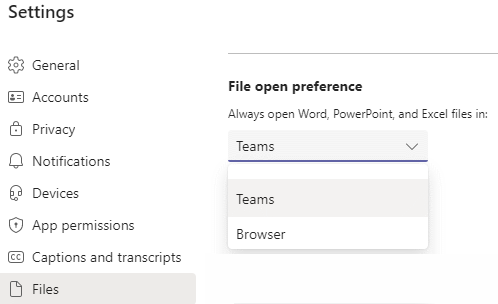 Settings
General
Accounts
Privacy
Notifications
Devices
App permissions
CC Captions and transcripts
Files
File open preference
Always open Word, PowerPoint, and Excel files in:
Teams
Teams
Browser